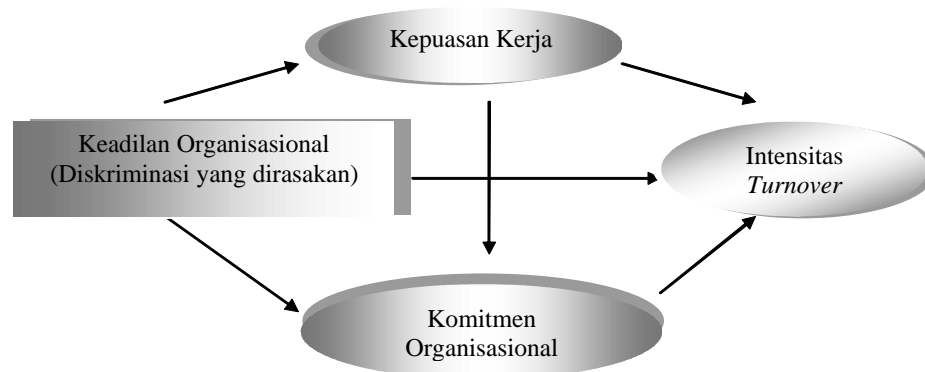 Kepuasan Kerja
Keadilan Organisasional
(Diskriminasi yang dirasakan)
Intensitas
Turnover
Komitmen
Organisasional